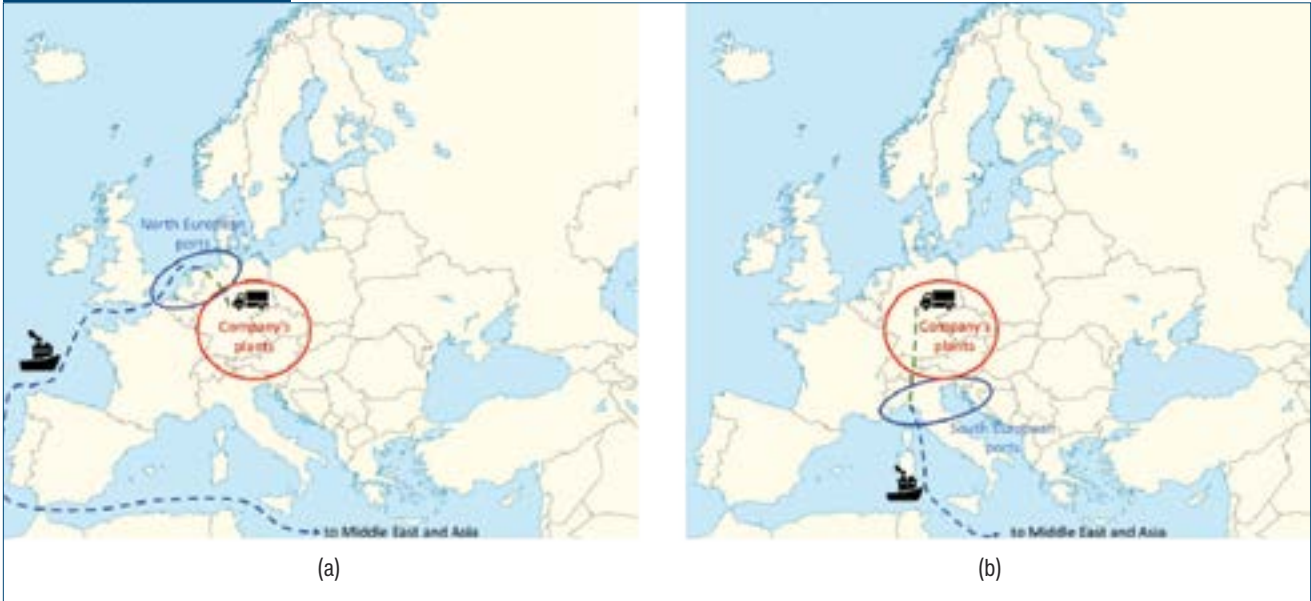 North European
ports
Company's
plants
to Middle East and Asia
(a)
Company's
plants
South European
ports
to Middle East and Asia
(b)